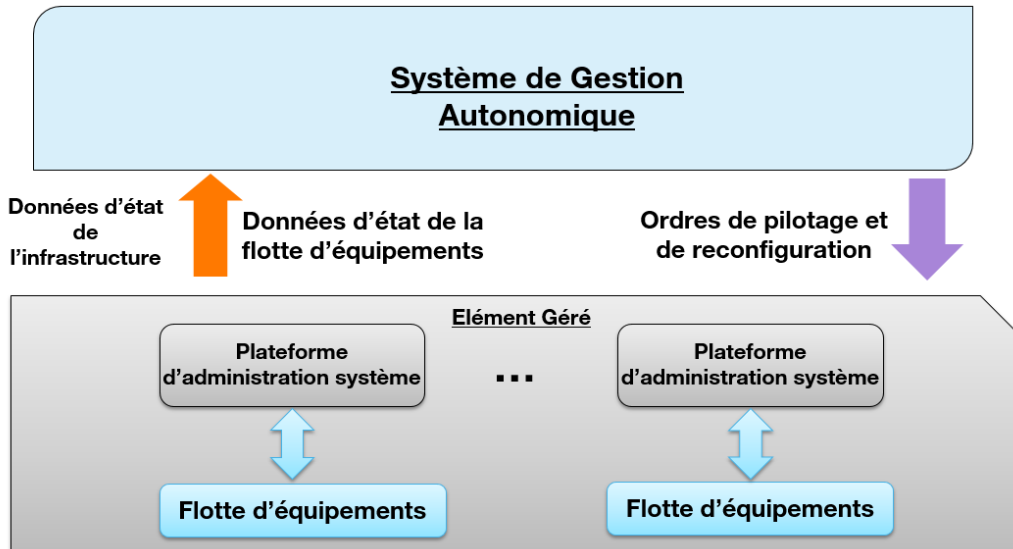 Système de Gestion
Autonomique
Données d'état
de
l'infrastructure
Données d'état de la
flotte d'équipements
Ordres de pilotage et
de reconfiguration
Elément Géré
Plateforme
d'administration système
...
Plateforme
d'administration système
Flotte d'équipements
Flotte d'équipements